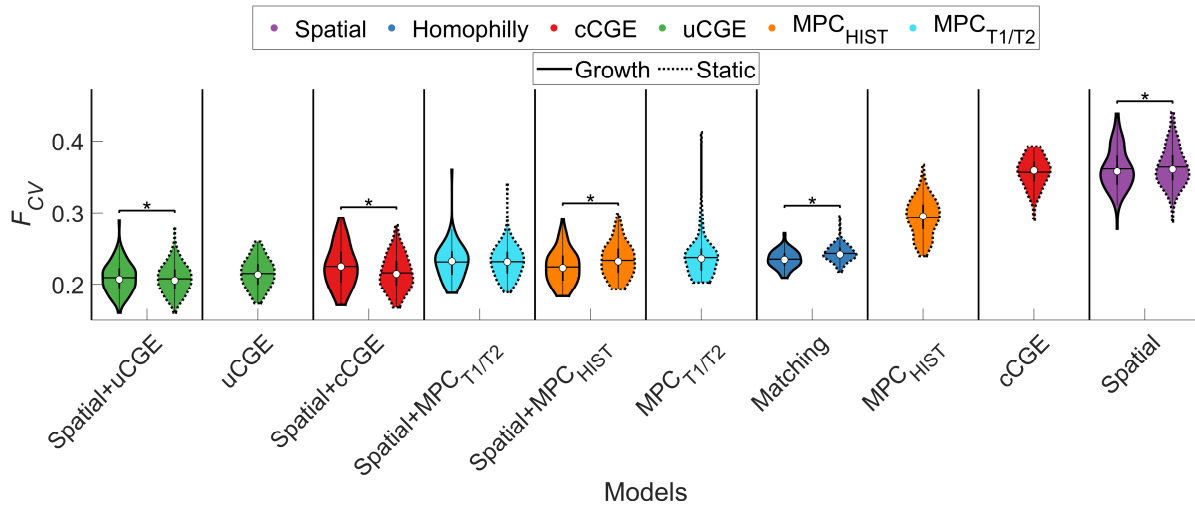 Spatial Homophilly cCGE uCGE MPC_HIST MPC_T1/T2
Growth Static
F_CV
0.4
0.3
0.2
* * * * *
Spatial+uCGE
uCGE
Spatial+cCGE
Spatial+MPC_T1/T2
Spatial+MPC_HIST
MPC_T1/T2
Matching
MPC_HIST
cCGE
Spatial
Models